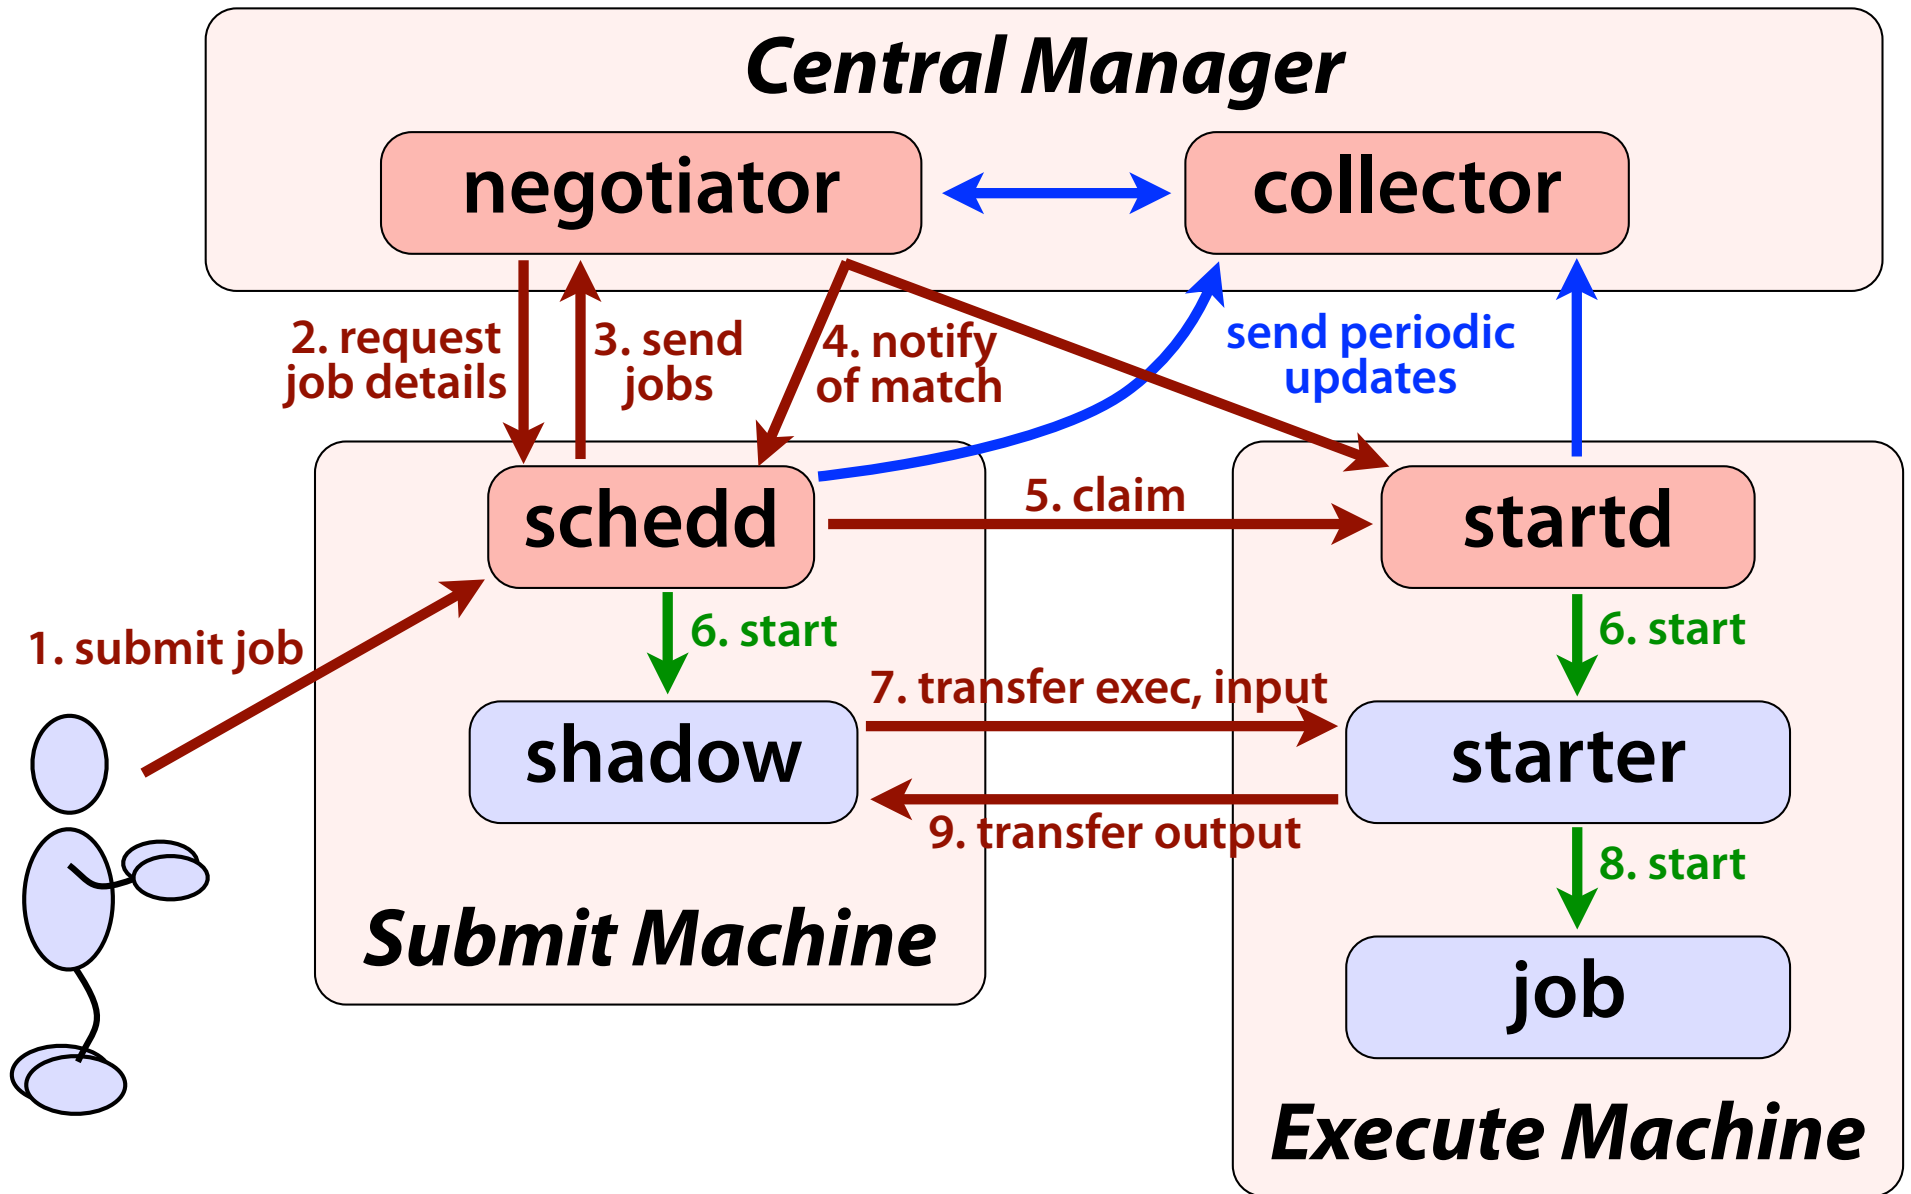 Central Manager
negotiator
collector
2. request
job details
3. send
jobs
4. notify
of match
send periodic
updates
schedd
5. claim
startd
1. submit job
6. start
6. start
7. transfer exec, input
shadow
starter
9. transfer output
8. start
Submit Machine
job
Execute Machine